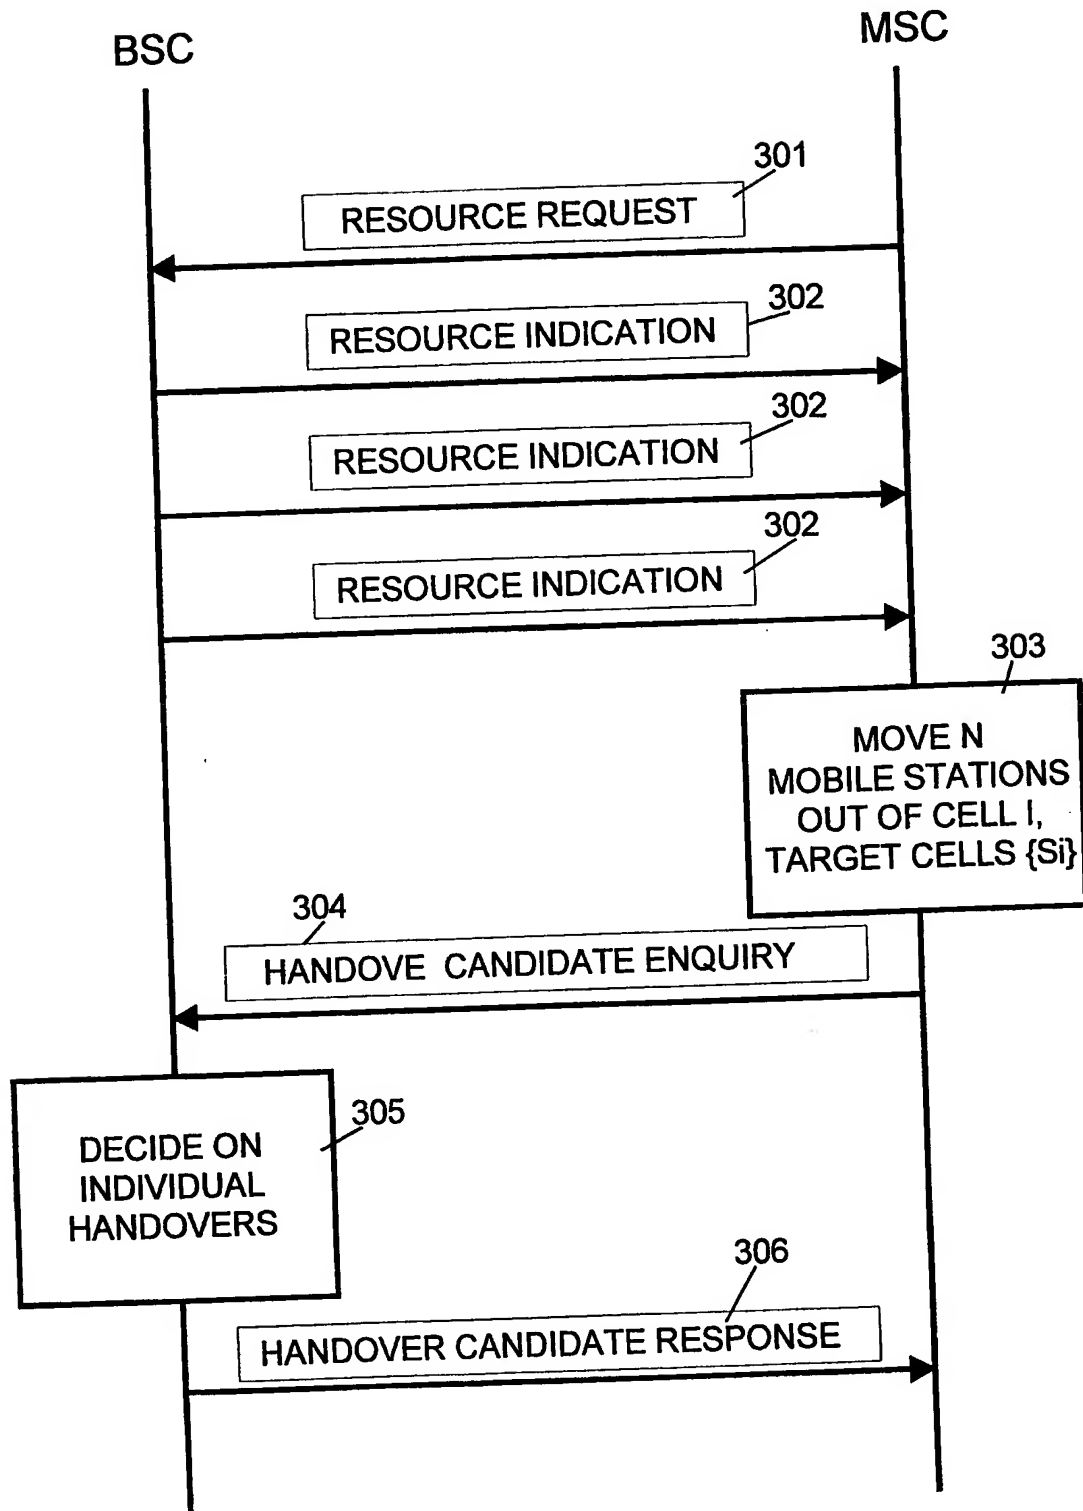 BSC
MSC
301
RESOURCE REQUEST
302
RESOURCE INDICATION
302
RESOURCE INDICATION
302
RESOURCE INDICATION
303
MOVE N
MOBILE STATIONS
OUT OF CELL I,
TARGET CELLS {Si}
304
HANDOVE CANDIDATE ENQUIRY
305
DECIDE ON
INDIVIDUAL
HANDOVERS
306
HANDOVER CANDIDATE RESPONSE